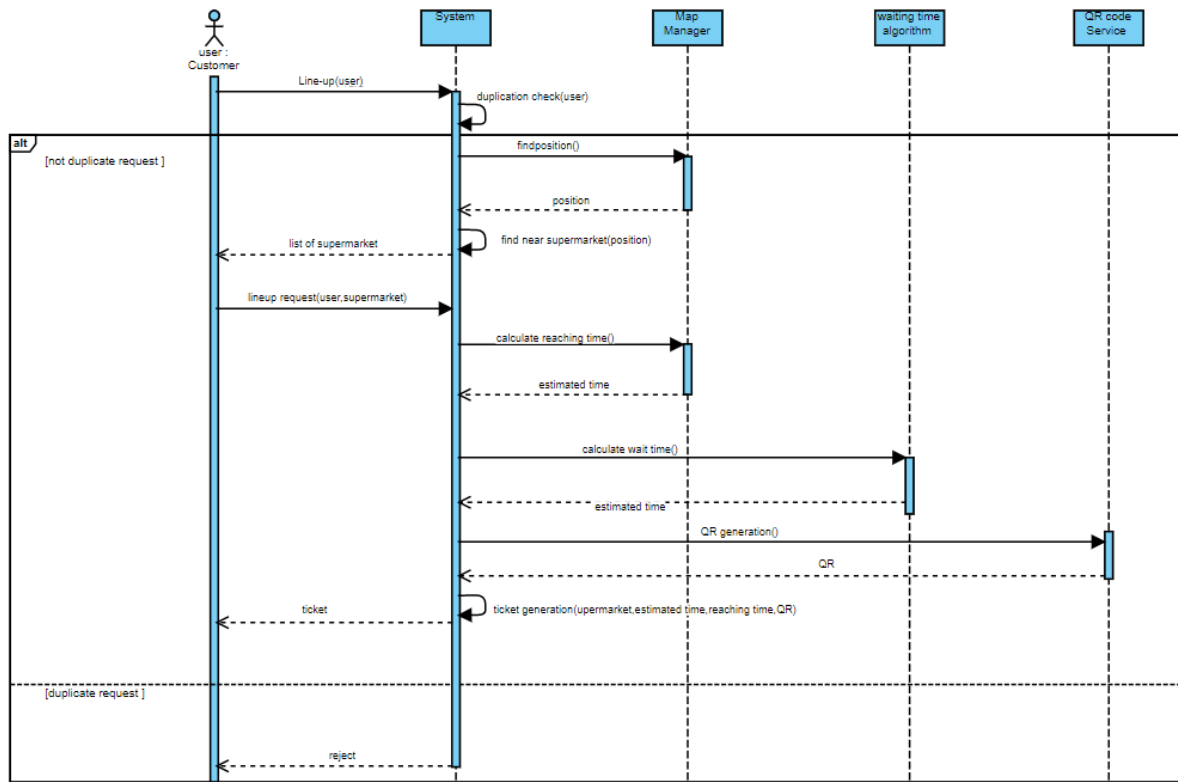 System
Map
Manager
waiting time
algorithm
QR code
Service
user :
Customer
Line-up(user)
duplication check(user)
alt
[not duplicate request ]
findposition()
position
find near supermarket(position)
list of supermarket
lineup request(user,supermarket)
calculate reaching time()
estimated time
calculate wait time()
estimated time
QR generation()
QR
ticket generation(upermarket,estimated time,reaching time,QR)
ticket
[duplicate request ]
reject